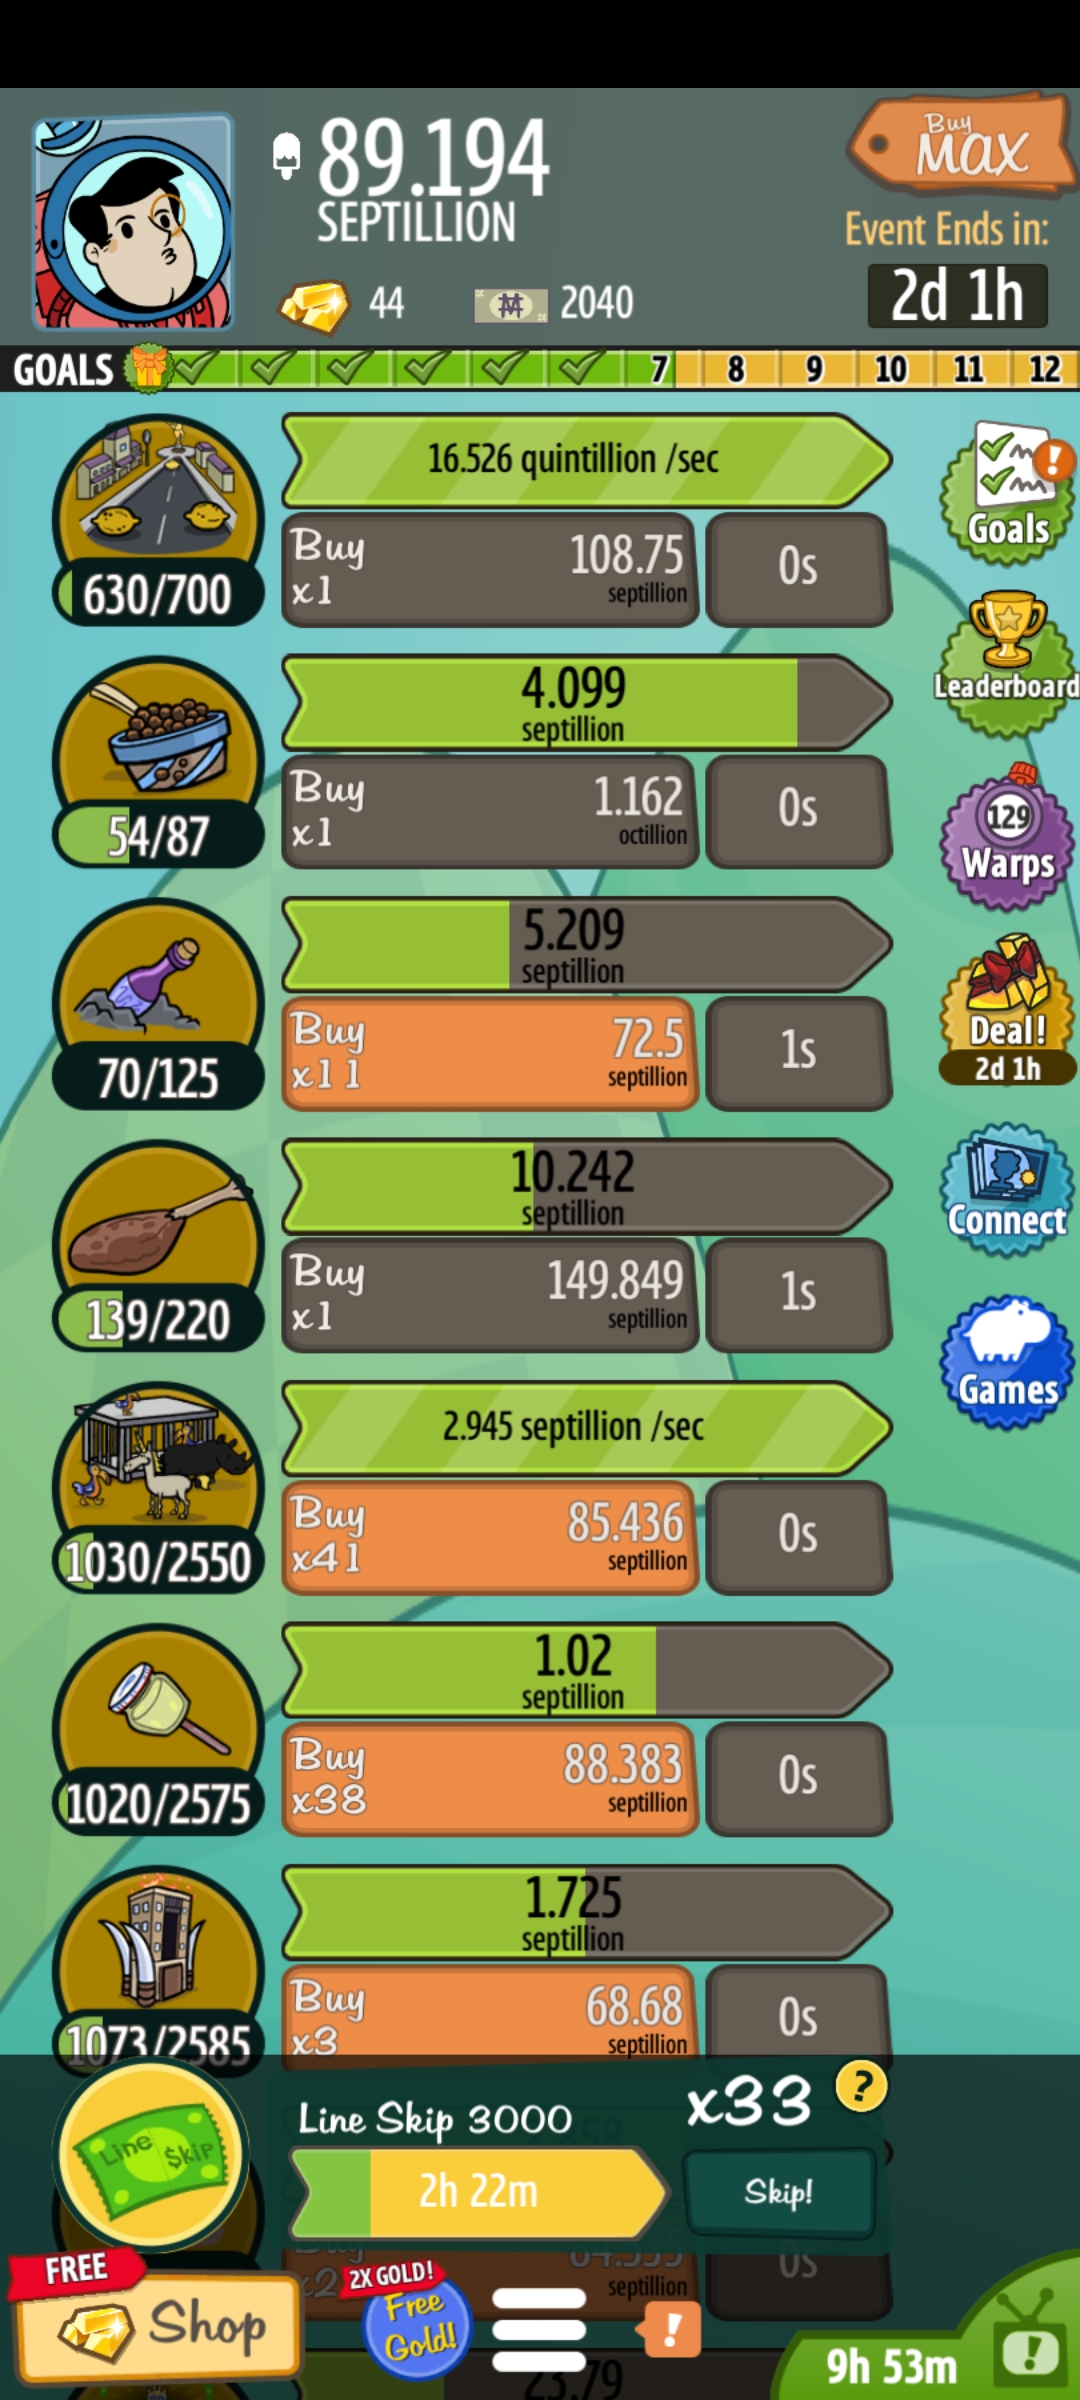 89.194
SEPTILLION
Buy
MAX
Event Ends in:
2d 1h
44
2040
GOALS
7
8
9
10
11
12
16.526 quintillion /sec
Buy
x1
108.75
septillion
0s
630/700
4.099
septillion
Buy
x1
1.162
octillion
0s
54/87
5.209
septillion
Buy
x11
72.5
septillion
1s
70/125
10.242
septillion
Buy
x1
149.849
septillion
1s
139/220
2.945 septillion /sec
Buy
x41
85.436
septillion
0s
1030/2550
1.02
septillion
Buy
x38
88.383
septillion
0s
1020/2575
1.725
septillion
Buy
x3
68.68
septillion
0s
1073/2585
Goals
Leaderboard
129
Warps
Deal!
2d 1h
Connect
Games
Line Skip
Line Skip 3000
x33
?
2h 22m
Skip!
Buy
septillion
0s
FREE
Shop
2X GOLD!
Free
Gold!
!
23.79
9h 53m